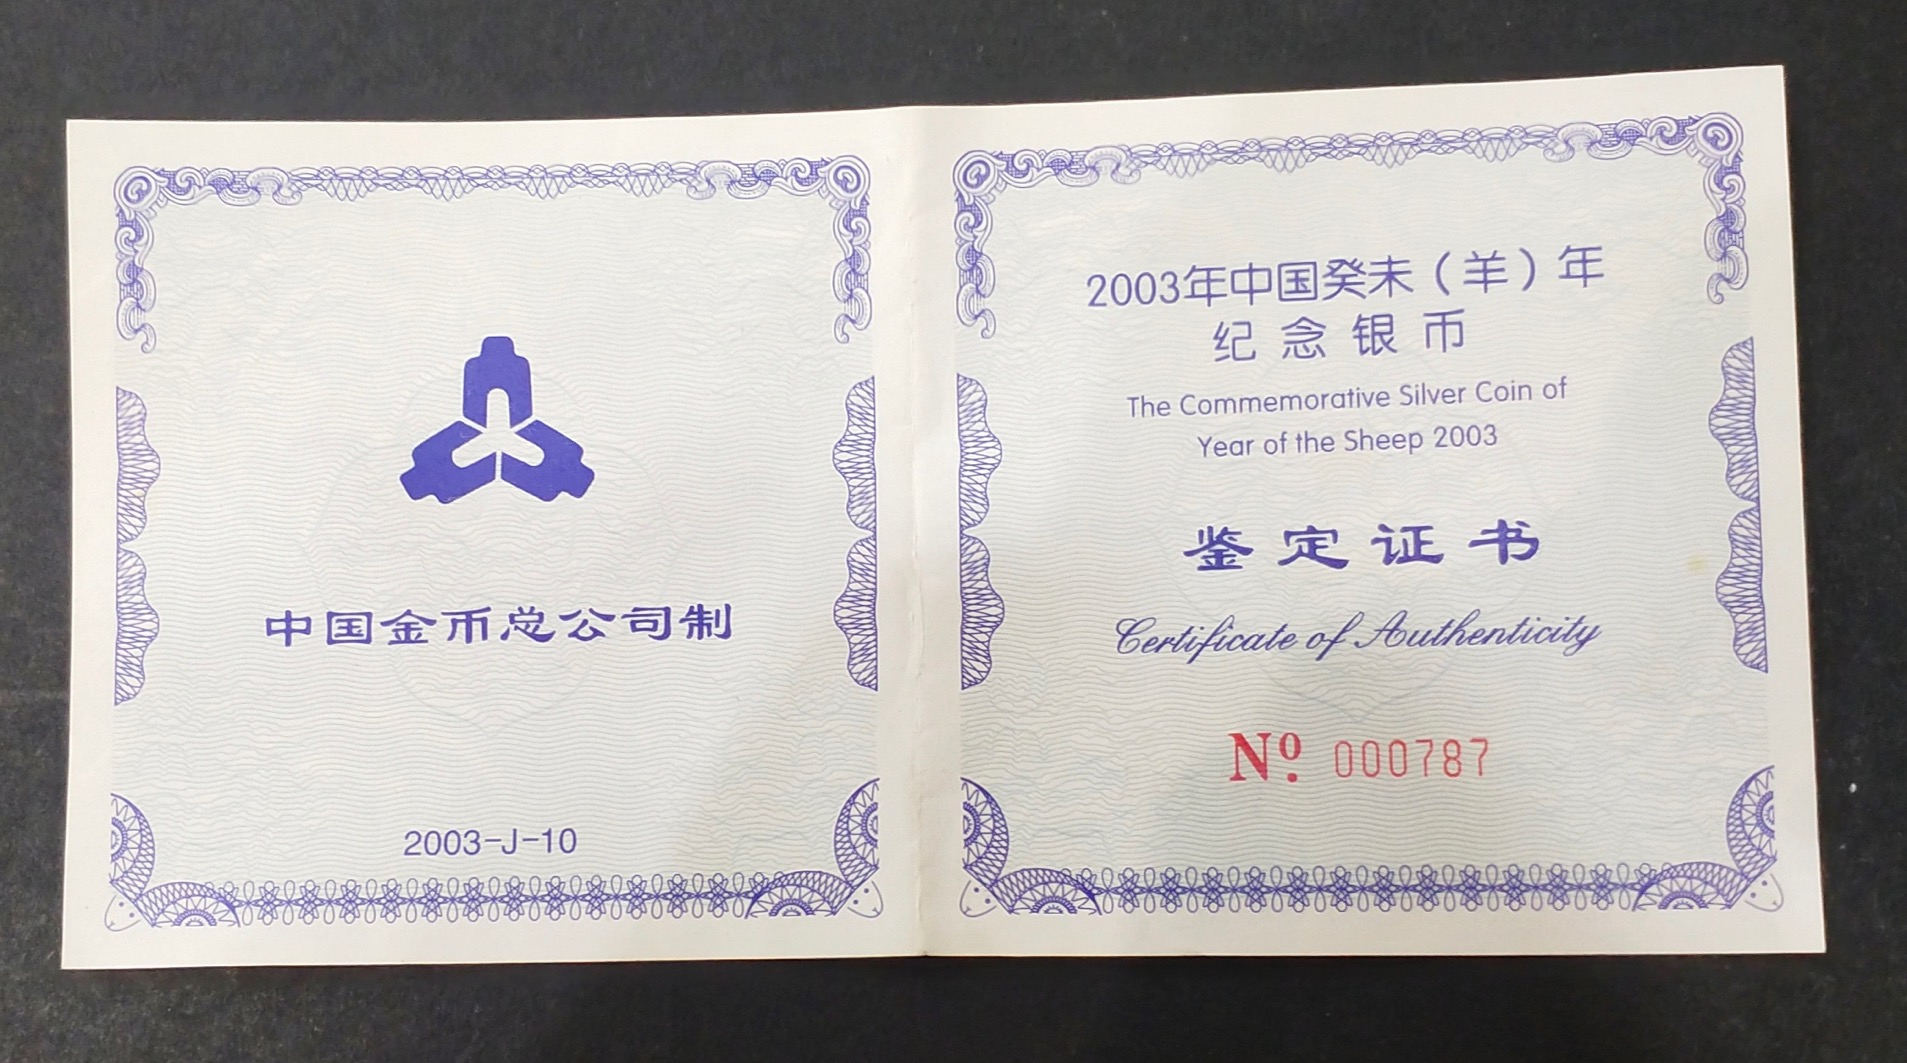 中国金币总公司制
2003-J-10
2003年中国癸未（羊）年
纪念银币
The Commemorative Silver Coin of
Year of the Sheep 2003
鉴定证书
Certificate of Authenticity
Nº. 000787